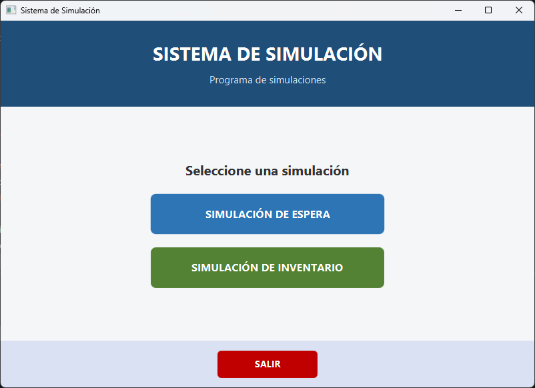 Sistema de Simulación
SISTEMA DE SIMULACIÓN
Programa de simulaciones
Seleccione una simulación
SIMULACIÓN DE ESPERA
SIMULACIÓN DE INVENTARIO
SALIR